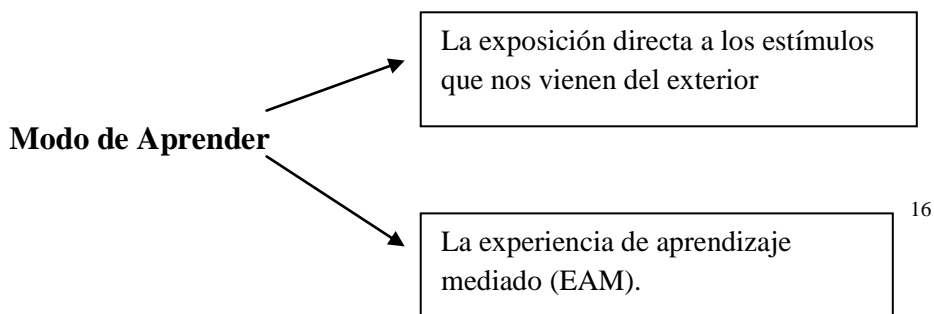 La exposición directa a los estímulos
que nos vienen del exterior
Modo de Aprender
16
La experiencia de aprendizaje
mediado (EAM).